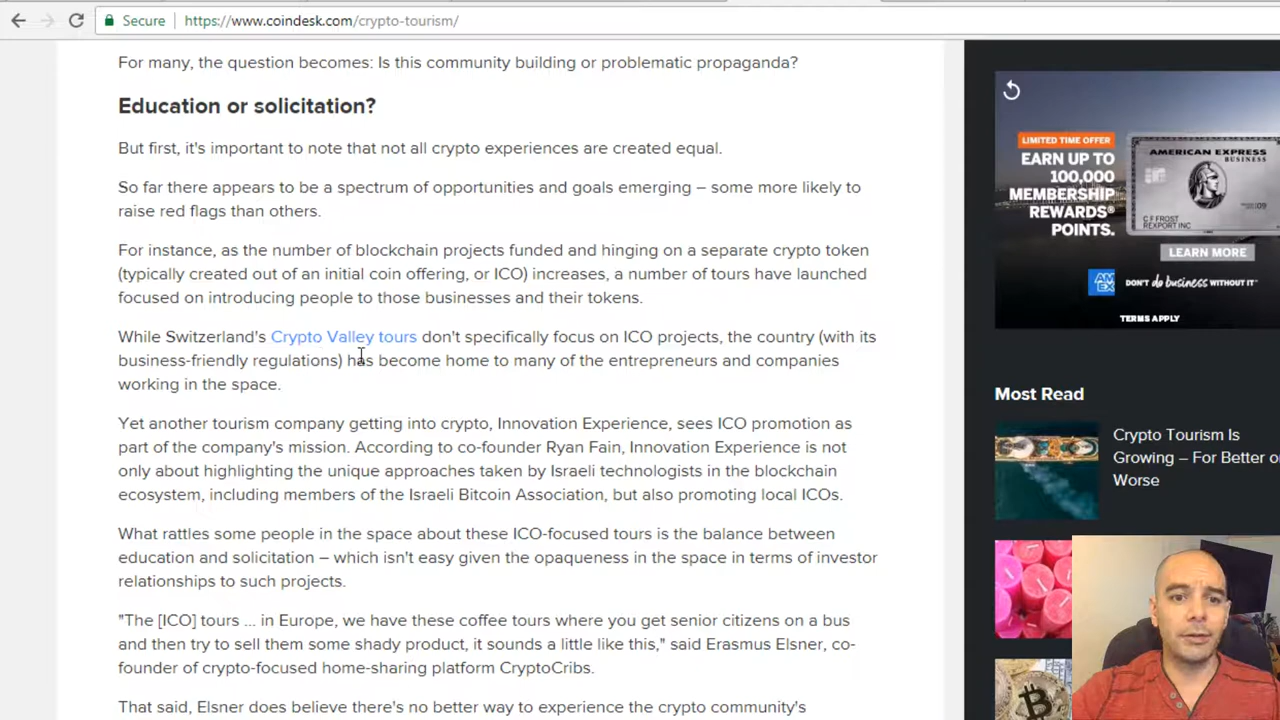 Secure
https://www.coindesk.com/crypto-tourism/
For many, the question becomes: Is this community building or problematic propaganda?
Education or solicitation?
But first, it's important to note that not all crypto experiences are created equal.
So far there appears to be a spectrum of opportunities and goals emerging – some more likely to
raise red flags than others.
For instance, as the number of blockchain projects funded and hinging on a separate crypto token
(typically created out of an initial coin offering, or ICO) increases, a number of tours have launched
focused on introducing people to those businesses and their tokens.
While Switzerland's Crypto Valley tours don't specifically focus on ICO projects, the country (with its
business-friendly regulations) has become home to many of the entrepreneurs and companies
working in the space.
Yet another tourism company getting into crypto, Innovation Experience, sees ICO promotion as
part of the company's mission. According to co-founder Ryan Fain, Innovation Experience is not
only about highlighting the unique approaches taken by Israeli technologists in the blockchain
ecosystem, including members of the Israeli Bitcoin Association, but also promoting local ICOs.
What rattles some people in the space about these ICO-focused tours is the balance between
education and solicitation – which isn't easy given the opaqueness in the space in terms of investor
relationships to such projects.
"The [ICO] tours ... in Europe, we have these coffee tours where you get senior citizens on a bus
and then try to sell them some shady product, it sounds a little like this," said Erasmus Elsner, co-
founder of crypto-focused home-sharing platform CryptoCribs.
That said, Elsner does believe there's no better way to experience the crypto community's
LIMITED TIME OFFER
EARN UP TO
100,000
MEMBERSHIP
REWARDS®
POINTS.
AMERICAN EXPRESS
BUSINESS
C F FROST
REXPORT INC
LEARN MORE
AM
EX
DON'T do business WITHOUT IT™
TERMS APPLY
Most Read
Crypto Tourism Is
Growing – For Better or
Worse